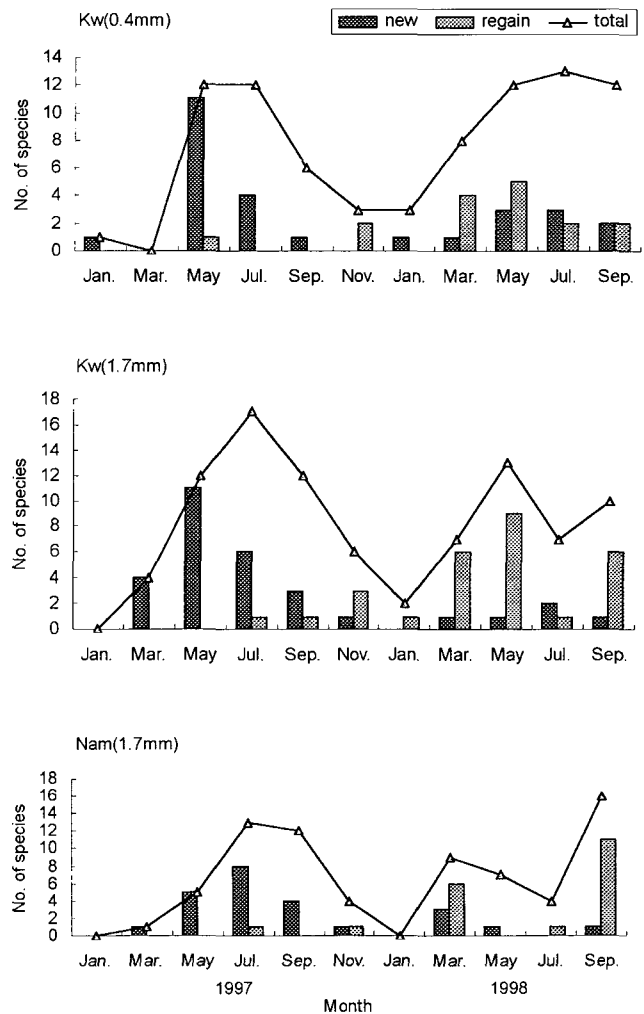 Kw(0.4mm)
new regain total
14
12
10
8
6
4
2
0
No. of species
Jan. Mar. May Jul. Sep. Nov. Jan. Mar. May Jul. Sep.
Kw(1.7mm)
18
16
14
12
10
8
6
4
2
0
No. of species
Jan. Mar. May Jul. Sep. Nov. Jan. Mar. May Jul. Sep.
Nam(1.7mm)
18
16
14
12
10
8
6
4
2
0
No. of species
Jan. Mar. May Jul. Sep. Nov. Jan. Mar. May Jul. Sep.
1997 1998
Month